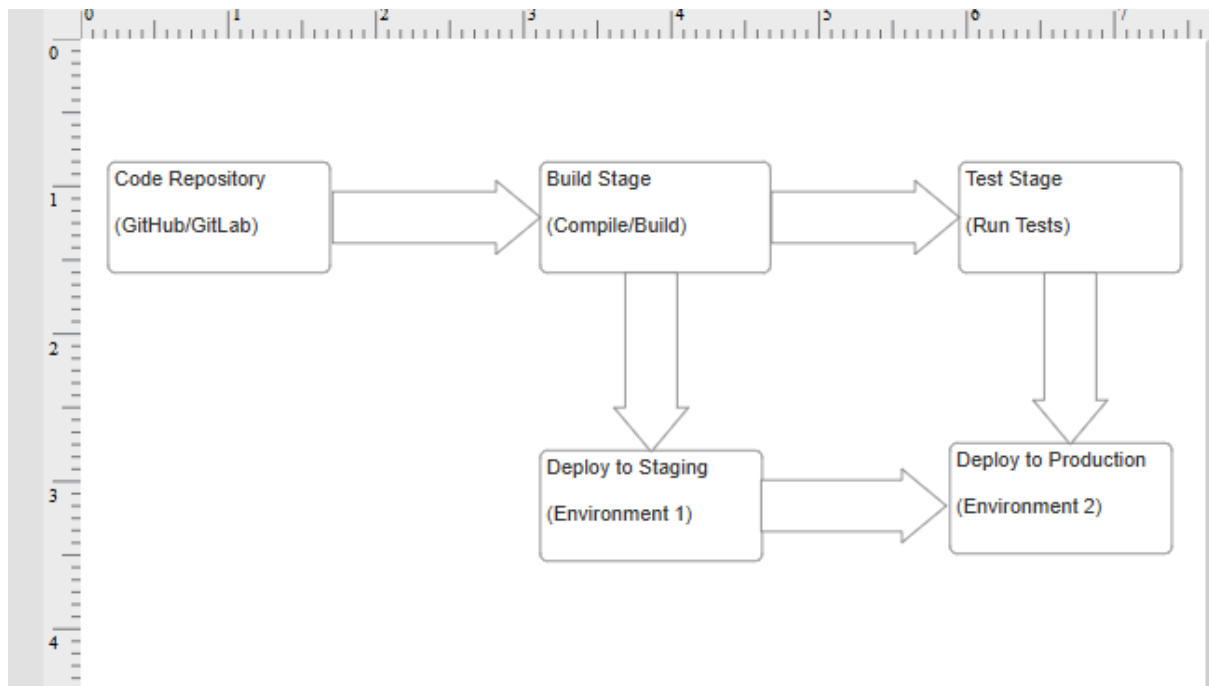 0 1 2 3 4 5 6 7
0
1
2
3
4
Code Repository
(GitHub/GitLab)
Build Stage
(Compile/Build)
Test Stage
(Run Tests)
Deploy to Staging
(Environment 1)
Deploy to Production
(Environment 2)